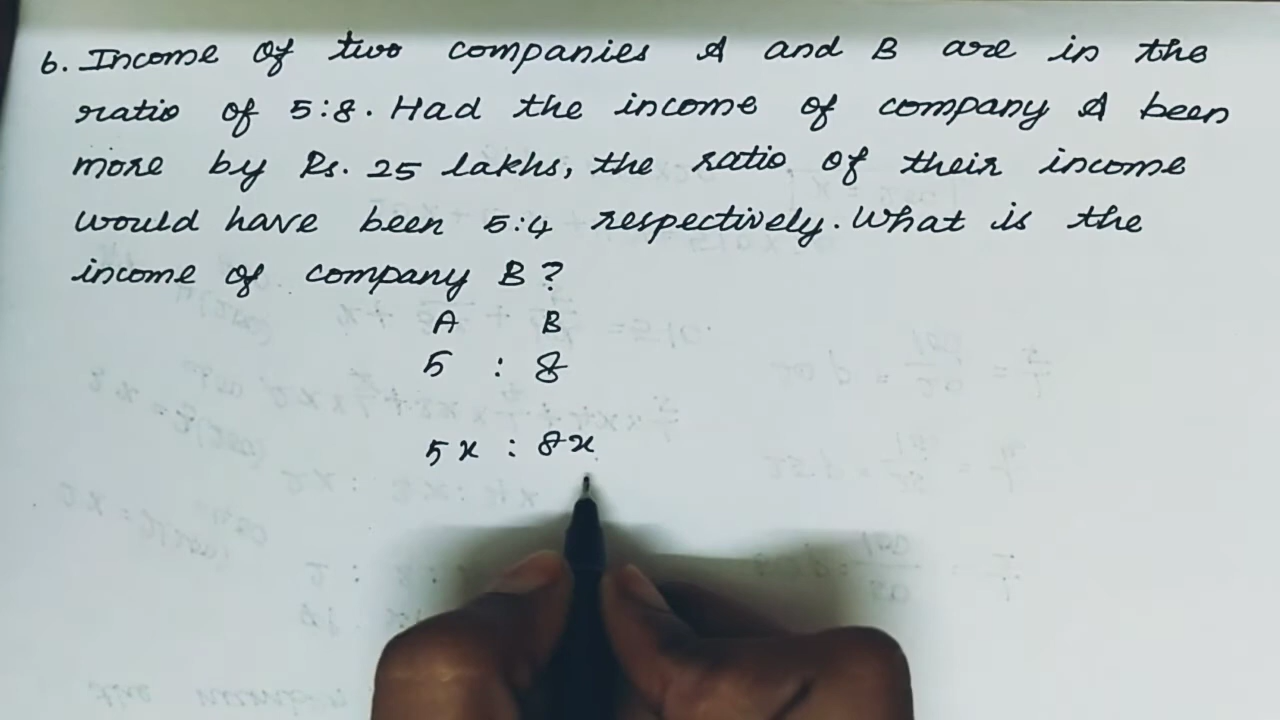 6. Income of two companies A and B are in the
ratio of 5:8. Had the income of company A been
more by Rs. 25 lakhs, the ratio of their income
would have been 5:4 respectively. What is the
income of company B?
A B
5 : 8
5x : 8x